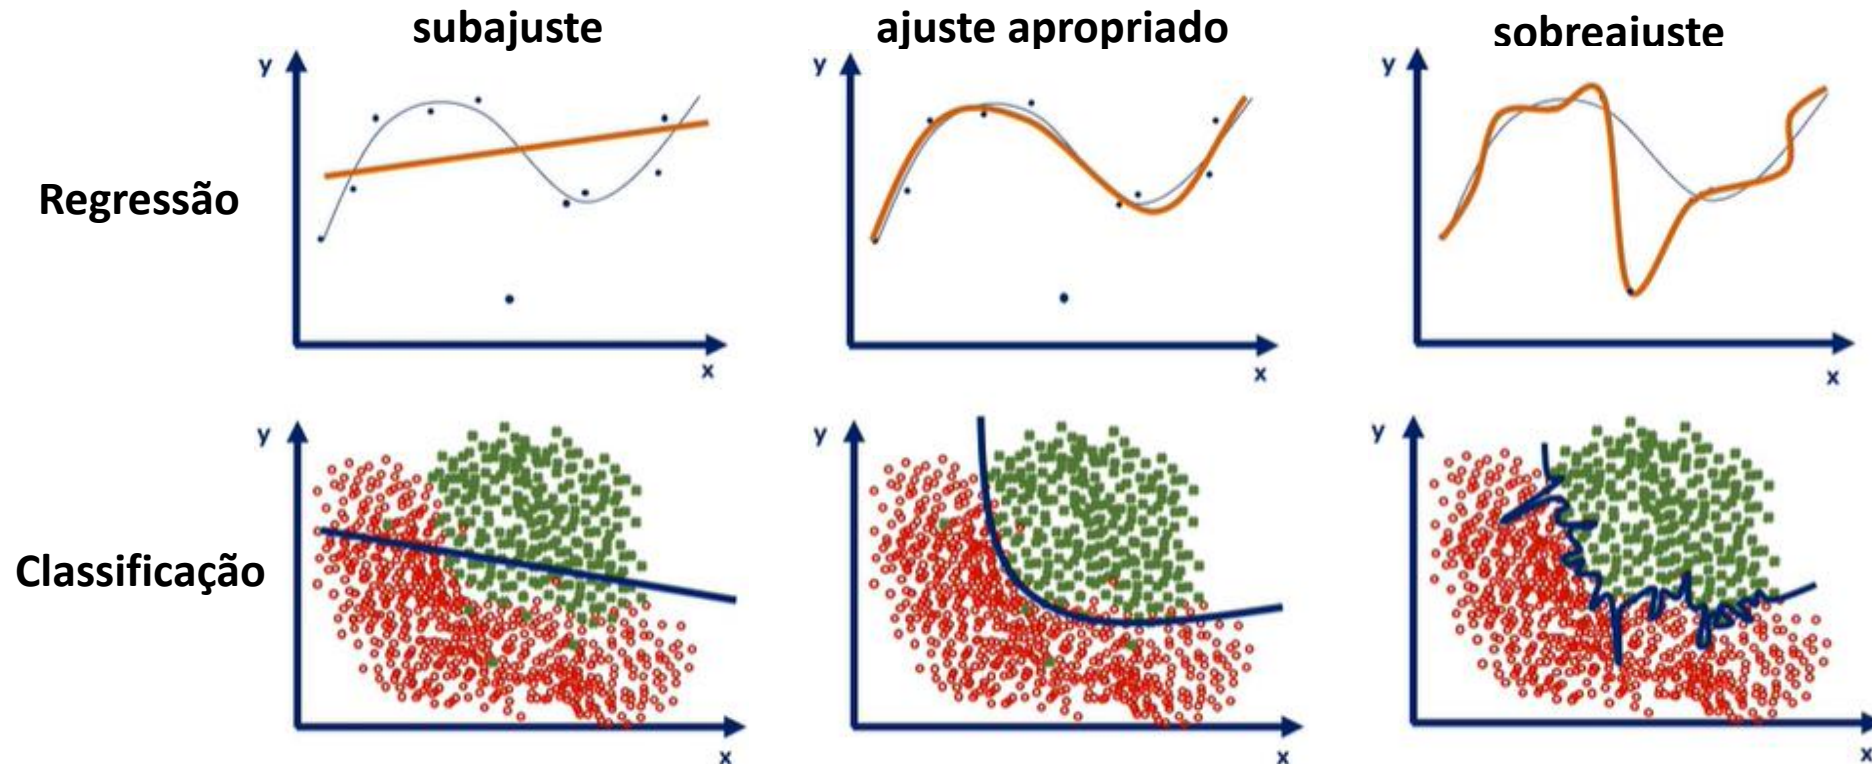 subajuste
ajuste apropriado
sobreajuste
Regressão
y
x
y
x
y
x
Classificação
y
x
y
x
y
x